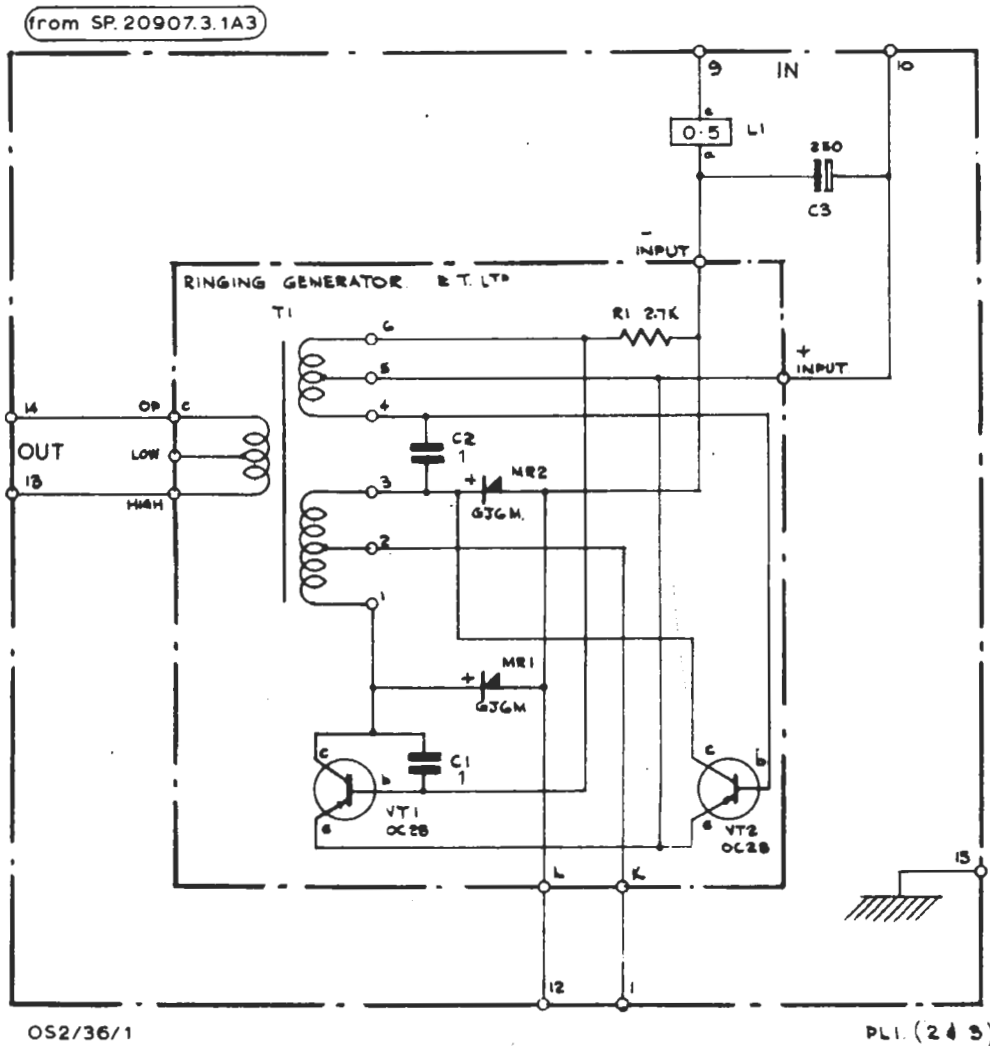 from SP. 20907.3.1A3
9
IN
10
e
0·5
L1
a
250
C3
-
INPUT
RINGING GENERATOR. E T. LTD
T1
6
R1 2.7K
+
INPUT
5
14
OP
c
4
OUT
LOW
C2
1
13
HIGH
3
+
MR2
GJ6M.
2
1
MR1
+
GJ6M
c
C1
1
b
e
VT1
OC28
c
b
e
VT2
OC28
15
L
K
12
1
OS2/36/1
PL1. (2 & 3)